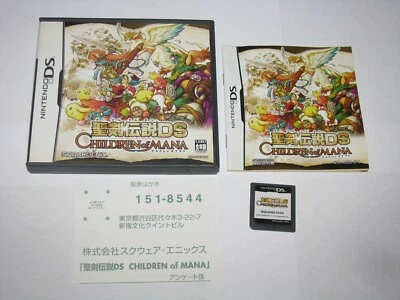 NINTENDO DS
聖剣伝説DS
CHILDREN of MANA
SQUARE ENIX
聖剣伝説DS
CHILDREN of MANA
郵便はがき
151-8544
東京都渋谷区代々木3-22-7
新宿文化クイントビル
株式会社スクウェア・エニックス
「聖剣伝説DS CHILDREN of MANA」
アンケート係
NINTENDO DS
SQUARE ENIX